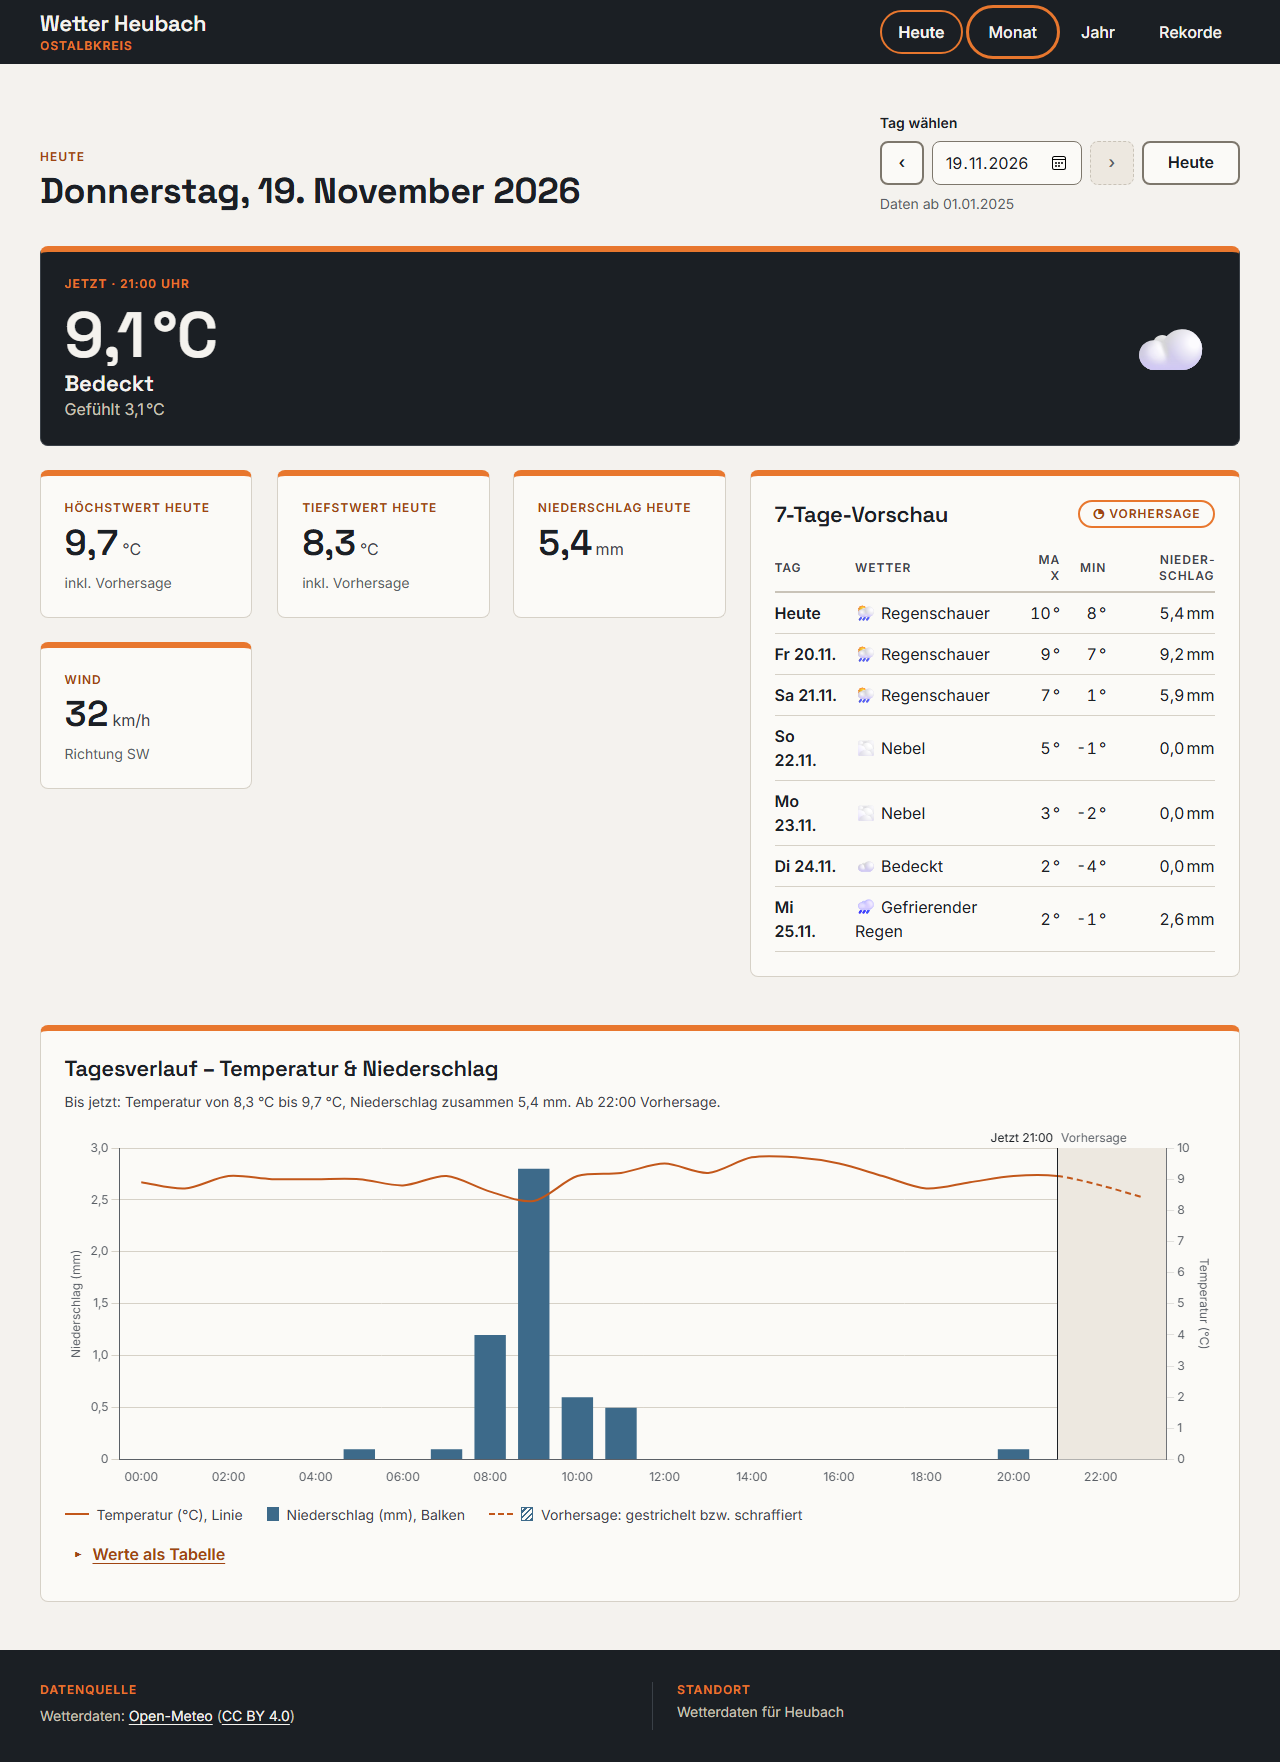 Wetter Heubach
OSTALBKREIS
Heute
Monat
Jahr
Rekorde
HEUTE
Donnerstag, 19. November 2026
Tag wählen
‹
19.11.2026
›
Heute
Daten ab 01.01.2025
JETZT · 21:00 UHR
9,1 °C
Bedeckt
Gefühlt 3,1 °C
HÖCHSTWERT HEUTE
9,7 °C
inkl. Vorhersage
TIEFSTWERT HEUTE
8,3 °C
inkl. Vorhersage
NIEDERSCHLAG HEUTE
5,4 mm
WIND
32 km/h
Richtung SW
7-Tage-Vorschau
VORHERSAGE
TAG WETTER MA MIN NIEDER-
X SCHLAG
Heute Regenschauer 10° 8° 5,4 mm
Fr 20.11. Regenschauer 9° 7° 9,2 mm
Sa 21.11. Regenschauer 7° 1° 5,9 mm
So
22.11. Nebel 5° -1° 0,0 mm
Mo
23.11. Nebel 3° -2° 0,0 mm
Di 24.11. Bedeckt 2° -4° 0,0 mm
Mi Gefrierender
25.11. Regen 2° -1° 2,6 mm
Tagesverlauf – Temperatur & Niederschlag
Bis jetzt: Temperatur von 8,3 °C bis 9,7 °C, Niederschlag zusammen 5,4 mm. Ab 22:00 Vorhersage.
Jetzt 21:00 Vorhersage
Niederschlag (mm)
3,0
2,5
2,0
1,5
1,0
0,5
0
10
9
8
7
6
5
4
3
2
1
0
Temperatur (°C)
00:00 02:00 04:00 06:00 08:00 10:00 12:00 14:00 16:00 18:00 20:00 22:00
Temperatur (°C), Linie
Niederschlag (mm), Balken
Vorhersage: gestrichelt bzw. schraffiert
Werte als Tabelle
DATENQUELLE
Wetterdaten: Open-Meteo (CC BY 4.0)
STANDORT
Wetterdaten für Heubach